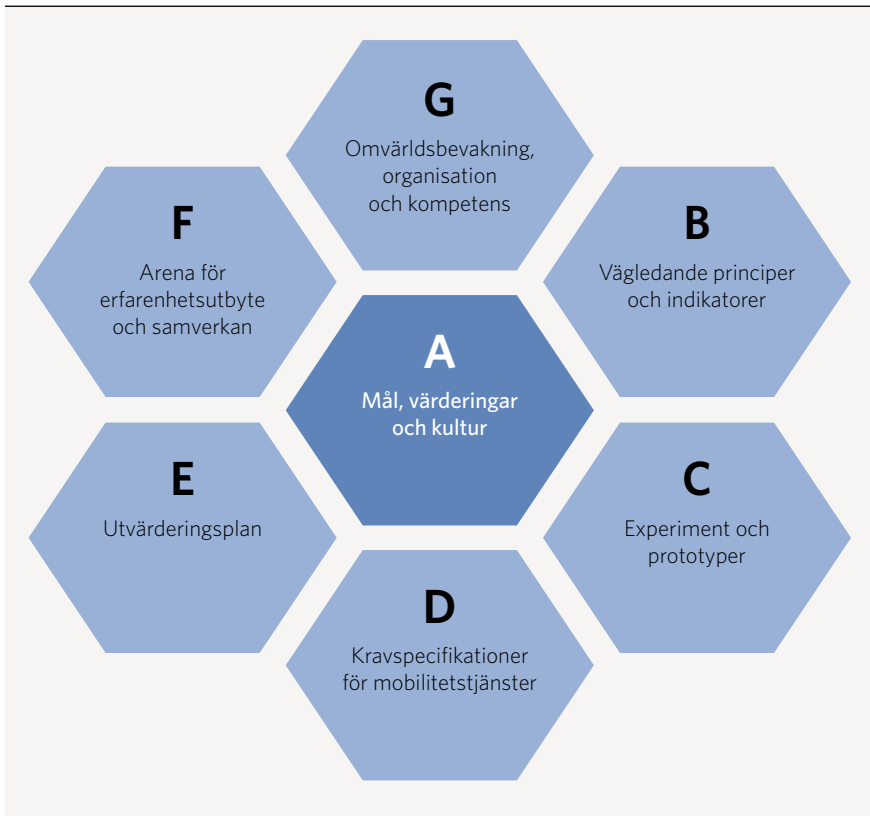 G
Omvärldsbevakning,
organisation
och kompetens
F
Arena för
erfarenhetsutbyte
och samverkan
B
Vägledande principer
och indikatorer
A
Mål, värderingar
och kultur
E
Utvärderingsplan
C
Experiment och
prototyper
D
Kravspecifikationer
för mobilitetstjänster